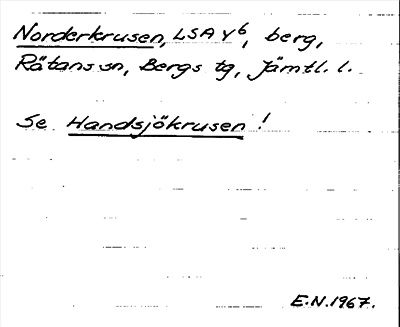 Norderkrusen, LSA Y6, berg,
Rätans sn, Bergs tg, Jämtl. l.
Se Handsjökrusen!
E.N. 1967.